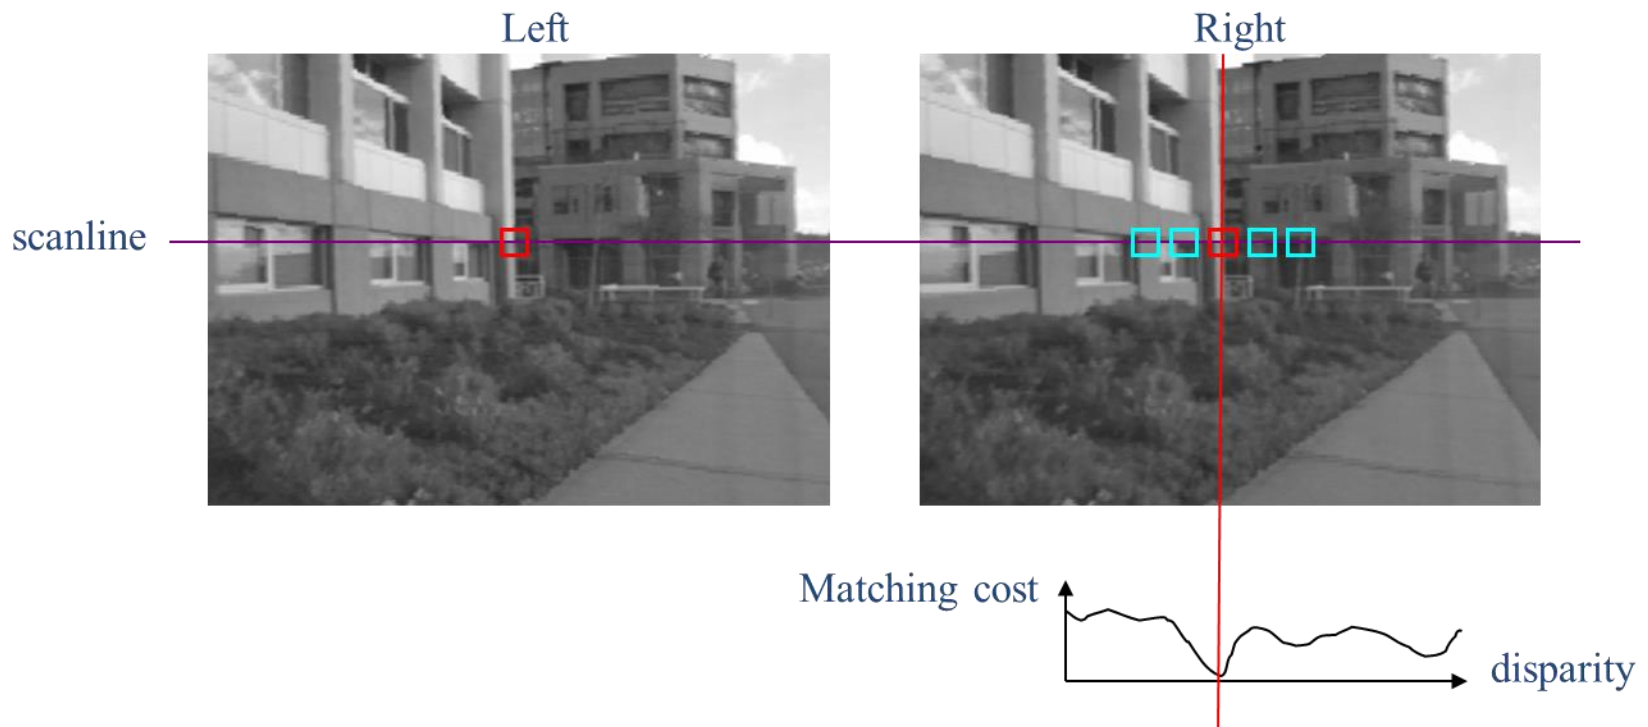 Left
Right
scanline
Matching cost
disparity